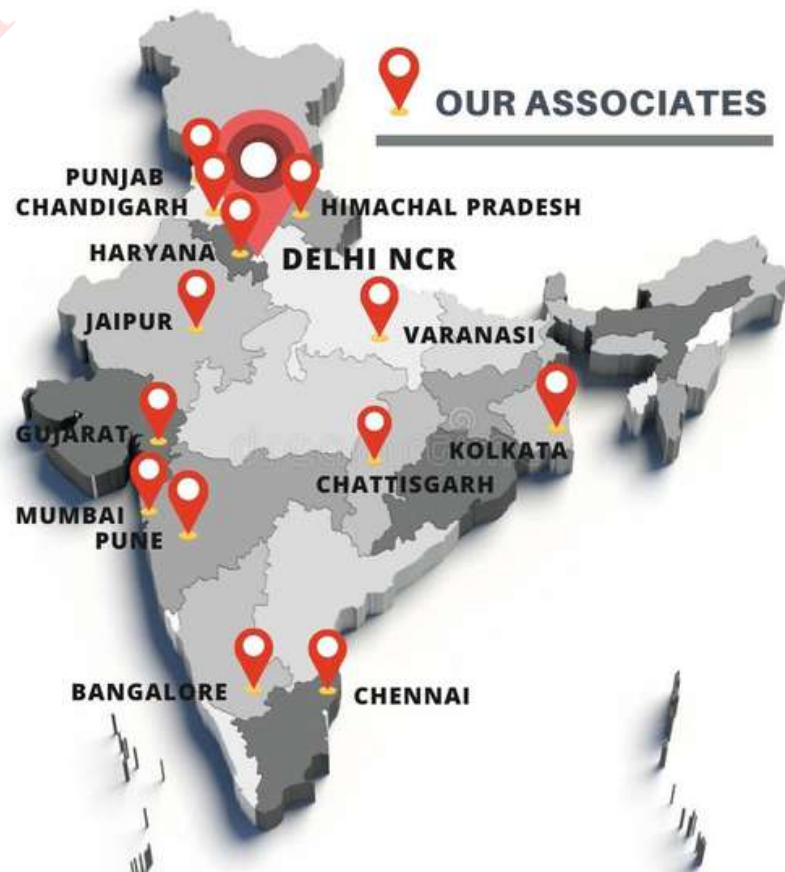 OUR ASSOCIATES
PUNJAB
CHANDIGARH
HIMACHAL PRADESH
HARYANA
DELHI NCR
JAIPUR
VARANASI
GUJARAT
KOLKATA
CHATTISGARH
MUMBAI
PUNE
BANGALORE
CHENNAI